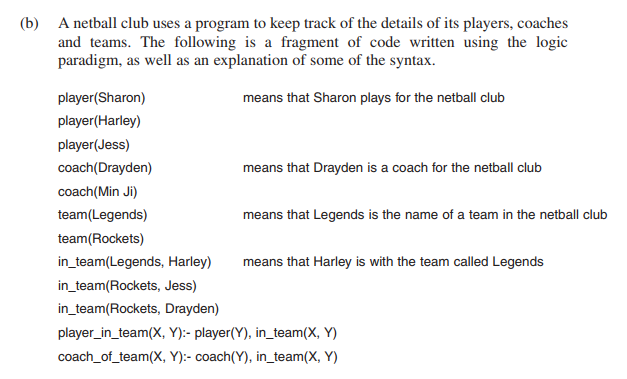 (b) A netball club uses a program to keep track of the details of its players, coaches
and teams. The following is a fragment of code written using the logic
paradigm, as well as an explanation of some of the syntax.
player(Sharon) means that Sharon plays for the netball club
player(Harley)
player(Jess)
coach(Drayden) means that Drayden is a coach for the netball club
coach(Min Ji)
team(Legends) means that Legends is the name of a team in the netball club
team(Rockets)
in_team(Legends, Harley) means that Harley is with the team called Legends
in_team(Rockets, Jess)
in_team(Rockets, Drayden)
player_in_team(X, Y):- player(Y), in_team(X, Y)
coach_of_team(X, Y):- coach(Y), in_team(X, Y)